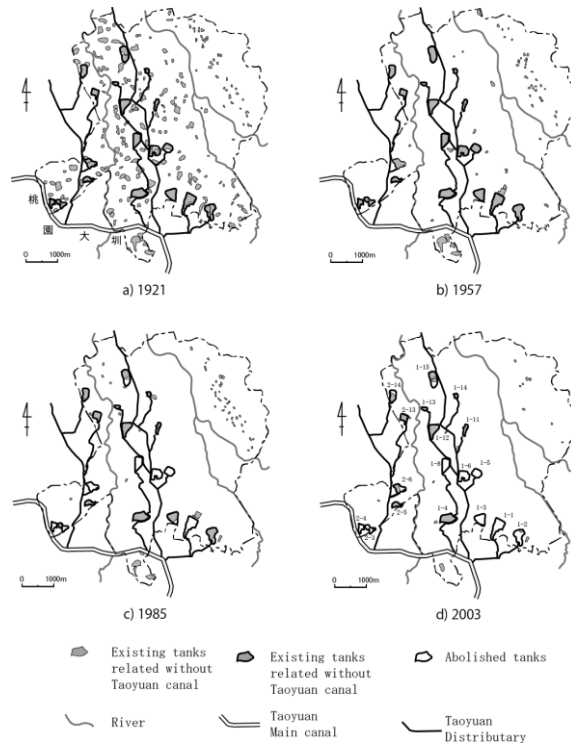 桃
園
大
圳
0 1000m
a) 1921
0 1000m
b) 1957
0 1000m
c) 1985
1-15
2-14
1-14
1-13
2-13
1-11
1-12
1-8
1-6
1-5
2-6
2-5
2-4
2-3
1-4
1-3
1-1
1-2
0 1000m
d) 2003
Existing tanks
related without
Taoyuan canal
Existing tanks
related without
Taoyuan canal
Abolished tanks
River
Taoyuan
Main canal
Taoyuan
Distributary